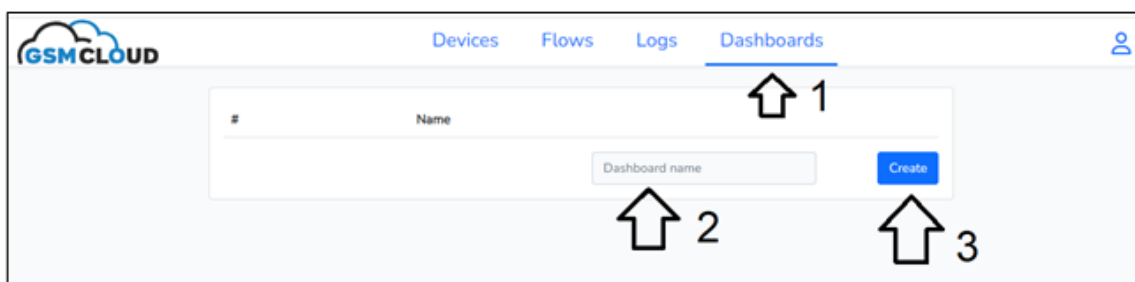 GSMCLOUD Devices Flows Logs Dashboards
1
# Name
Dashboard name Create
2
3